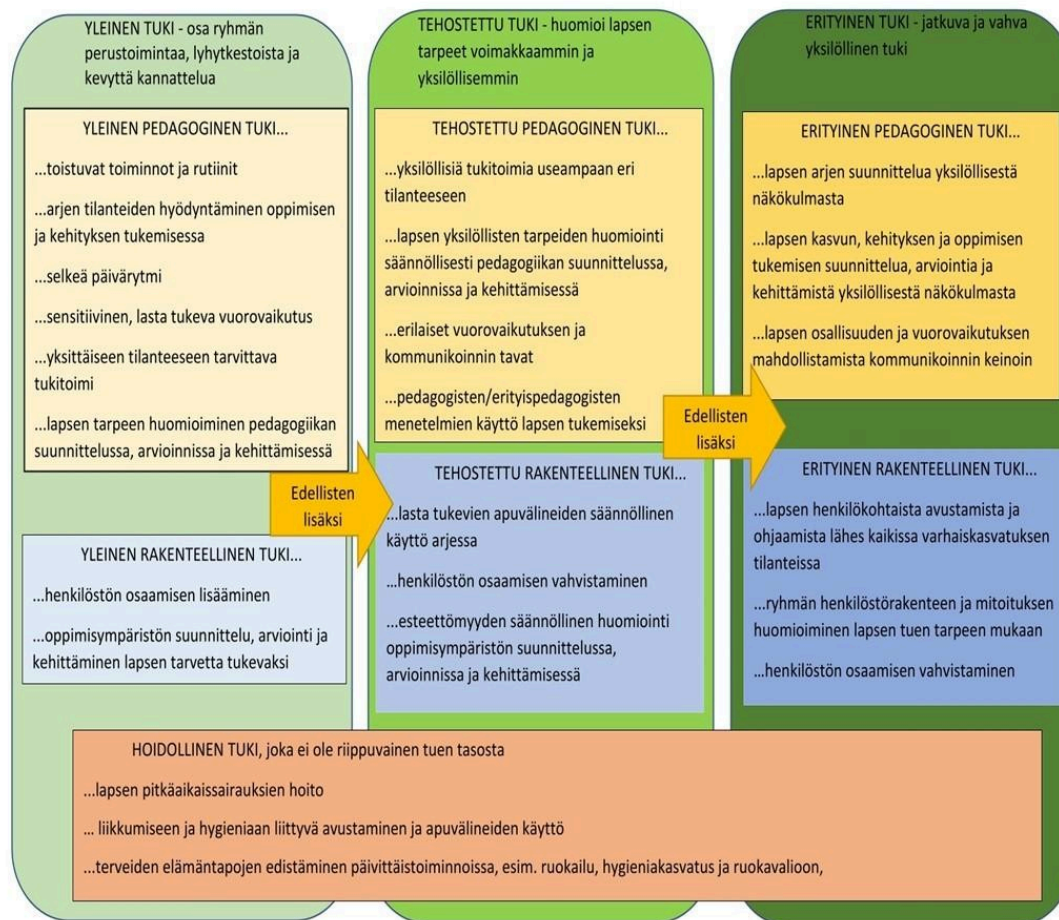 YLEINEN TUKI - osa ryhmän
perustoimintaa, lyhytkestoista ja
kevyttä kannattelua
YLEINEN PEDAGOGINEN TUKI...
...toistuvat toiminnot ja rutiinit
...arjen tilanteiden hyödyntäminen oppimisen
ja kehityksen tukemisessa
...selkeä päivärytmi
...sensitiivinen, lasta tukeva vuorovaikutus
...yksittäiseen tilanteeseen tarvittava
tukitoimi
...lapsen tarpeen huomioiminen pedagogiikan
suunnittelussa, arvioinnissa ja kehittämisessä
Edellisten
lisäksi
YLEINEN RAKENTEELLINEN TUKI...
...henkilöstön osaamisen lisääminen
...oppimisympäristön suunnittelu, arviointi ja
kehittäminen lapsen tarvetta tukevaksi
TEHOSTETTU TUKI - huomioi lapsen
tarpeet voimakkaammin ja
yksilöllisemmin
TEHOSTETTU PEDAGOGINEN TUKI...
...yksilöllisiä tukitoimia useampaan eri
tilanteeseen
...lapsen yksilöllisten tarpeiden huomiointi
säännöllisesti pedagogiikan suunnittelussa,
arvioinnissa ja kehittämisessä
...erilaiset vuorovaikutuksen ja
kommunikoinnin tavat
...pedagogisten/erityispedagogisten
menetelmien käyttö lapsen tukemiseksi
Edellisten
lisäksi
TEHOSTETTU RAKENTEELLINEN TUKI...
...lasta tukevien apuvälineiden säännöllinen
käyttö arjessa
...henkilöstön osaamisen vahvistaminen
...esteettömyyden säännöllinen huomiointi
oppimisympäristön suunnittelussa,
arvioinnissa ja kehittämisessä
ERITYINEN TUKI - jatkuva ja vahva
yksilöllinen tuki
ERITYINEN PEDAGOGINEN TUKI...
...lapsen arjen suunnittelua yksilöllisestä
näkökulmasta
...lapsen kasvun, kehityksen ja oppimisen
tukemisen suunnittelua, arviointia ja
kehittämistä yksilöllisestä näkökulmasta
...lapsen osallisuuden ja vuorovaikutuksen
mahdollistamista kommunikoinnin keinoin
ERITYINEN RAKENTEELLINEN TUKI...
...lapsen henkilökohtaista avustamista ja
ohjaamista lähes kaikissa varhaiskasvatuksen
tilanteissa
...ryhmän henkilöstörakenteen ja mitoituksen
huomioiminen lapsen tuen tarpeen mukaan
...henkilöstön osaamisen vahvistaminen
HOIDOLLINEN TUKI, joka ei ole riippuvainen tuen tasosta
...lapsen pitkäaikaissairauksien hoito
... liikkumiseen ja hygieniaan liittyvä avustaminen ja apuvälineiden käyttö
...terveiden elämäntapojen edistäminen päivittäistoiminnoissa, esim. ruokailu, hygieniakasvatus ja ruokavalioon,